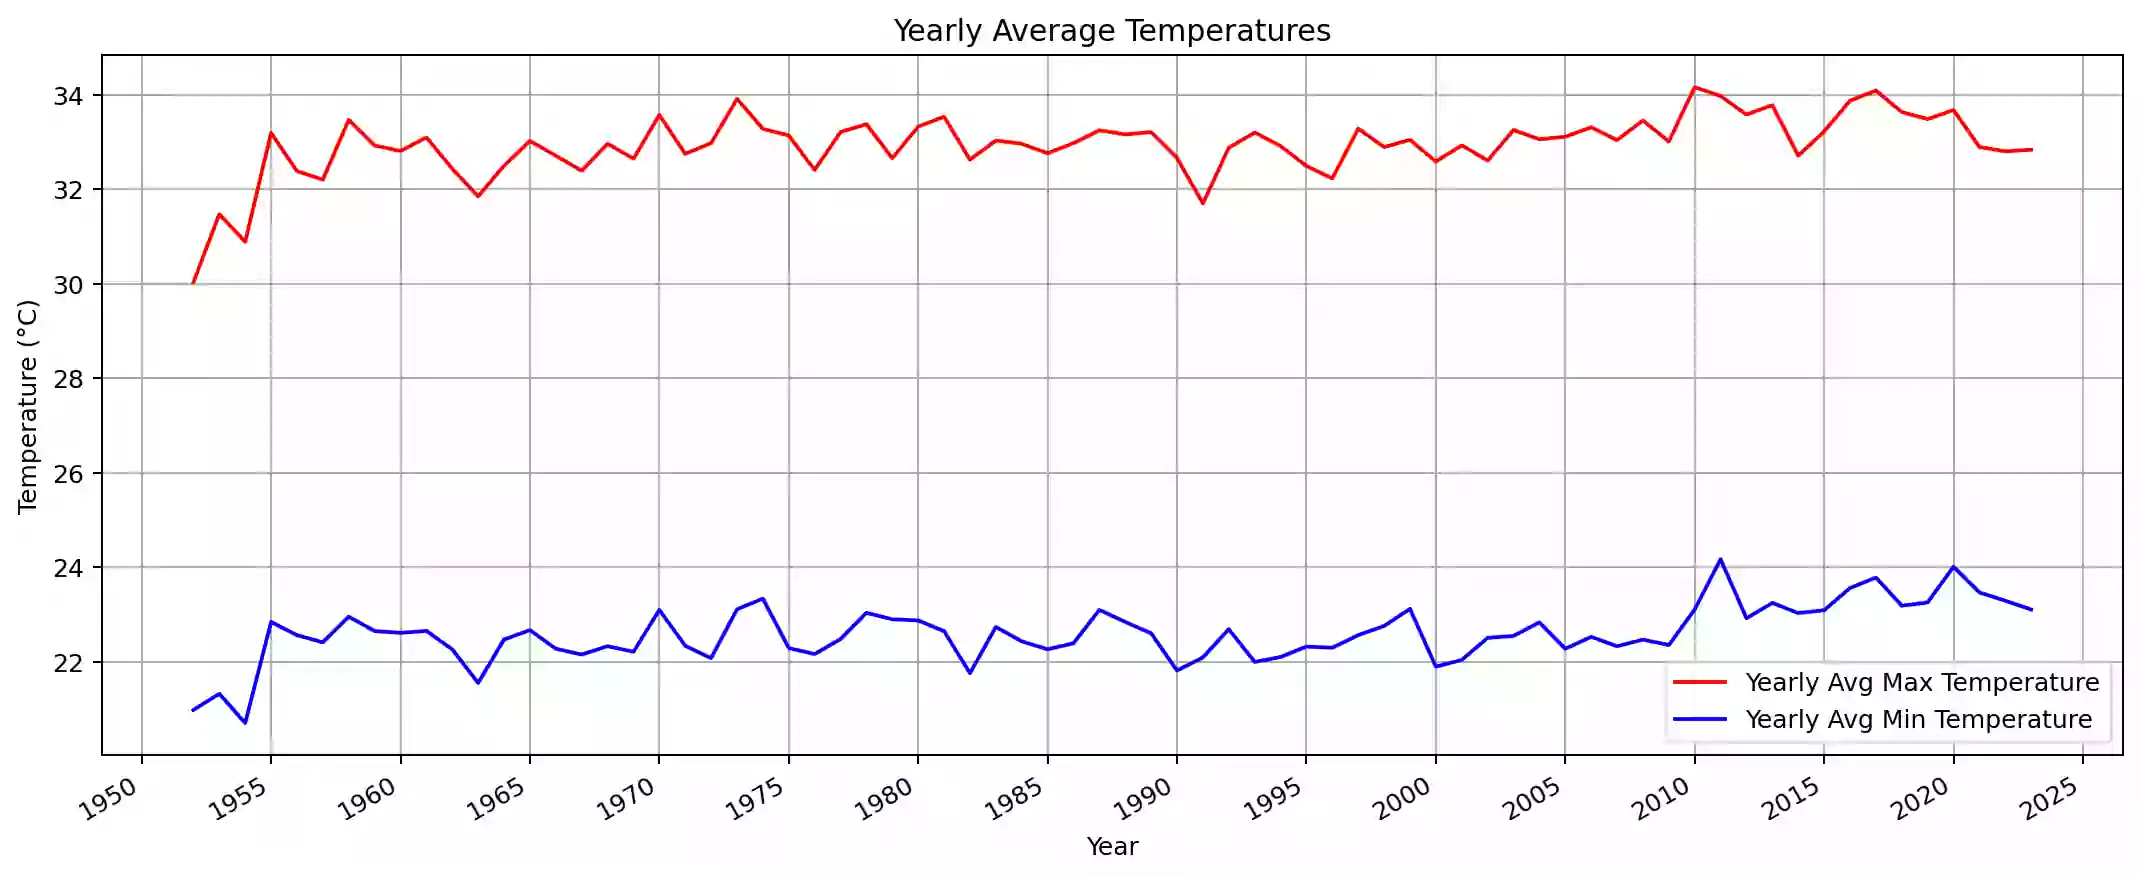 Yearly Average Temperatures
Temperature (°C)
34
32
30
28
26
24
22
Yearly Avg Max Temperature
Yearly Avg Min Temperature
1950 1955 1960 1965 1970 1975 1980 1985 1990 1995 2000 2005 2010 2015 2020 2025
Year